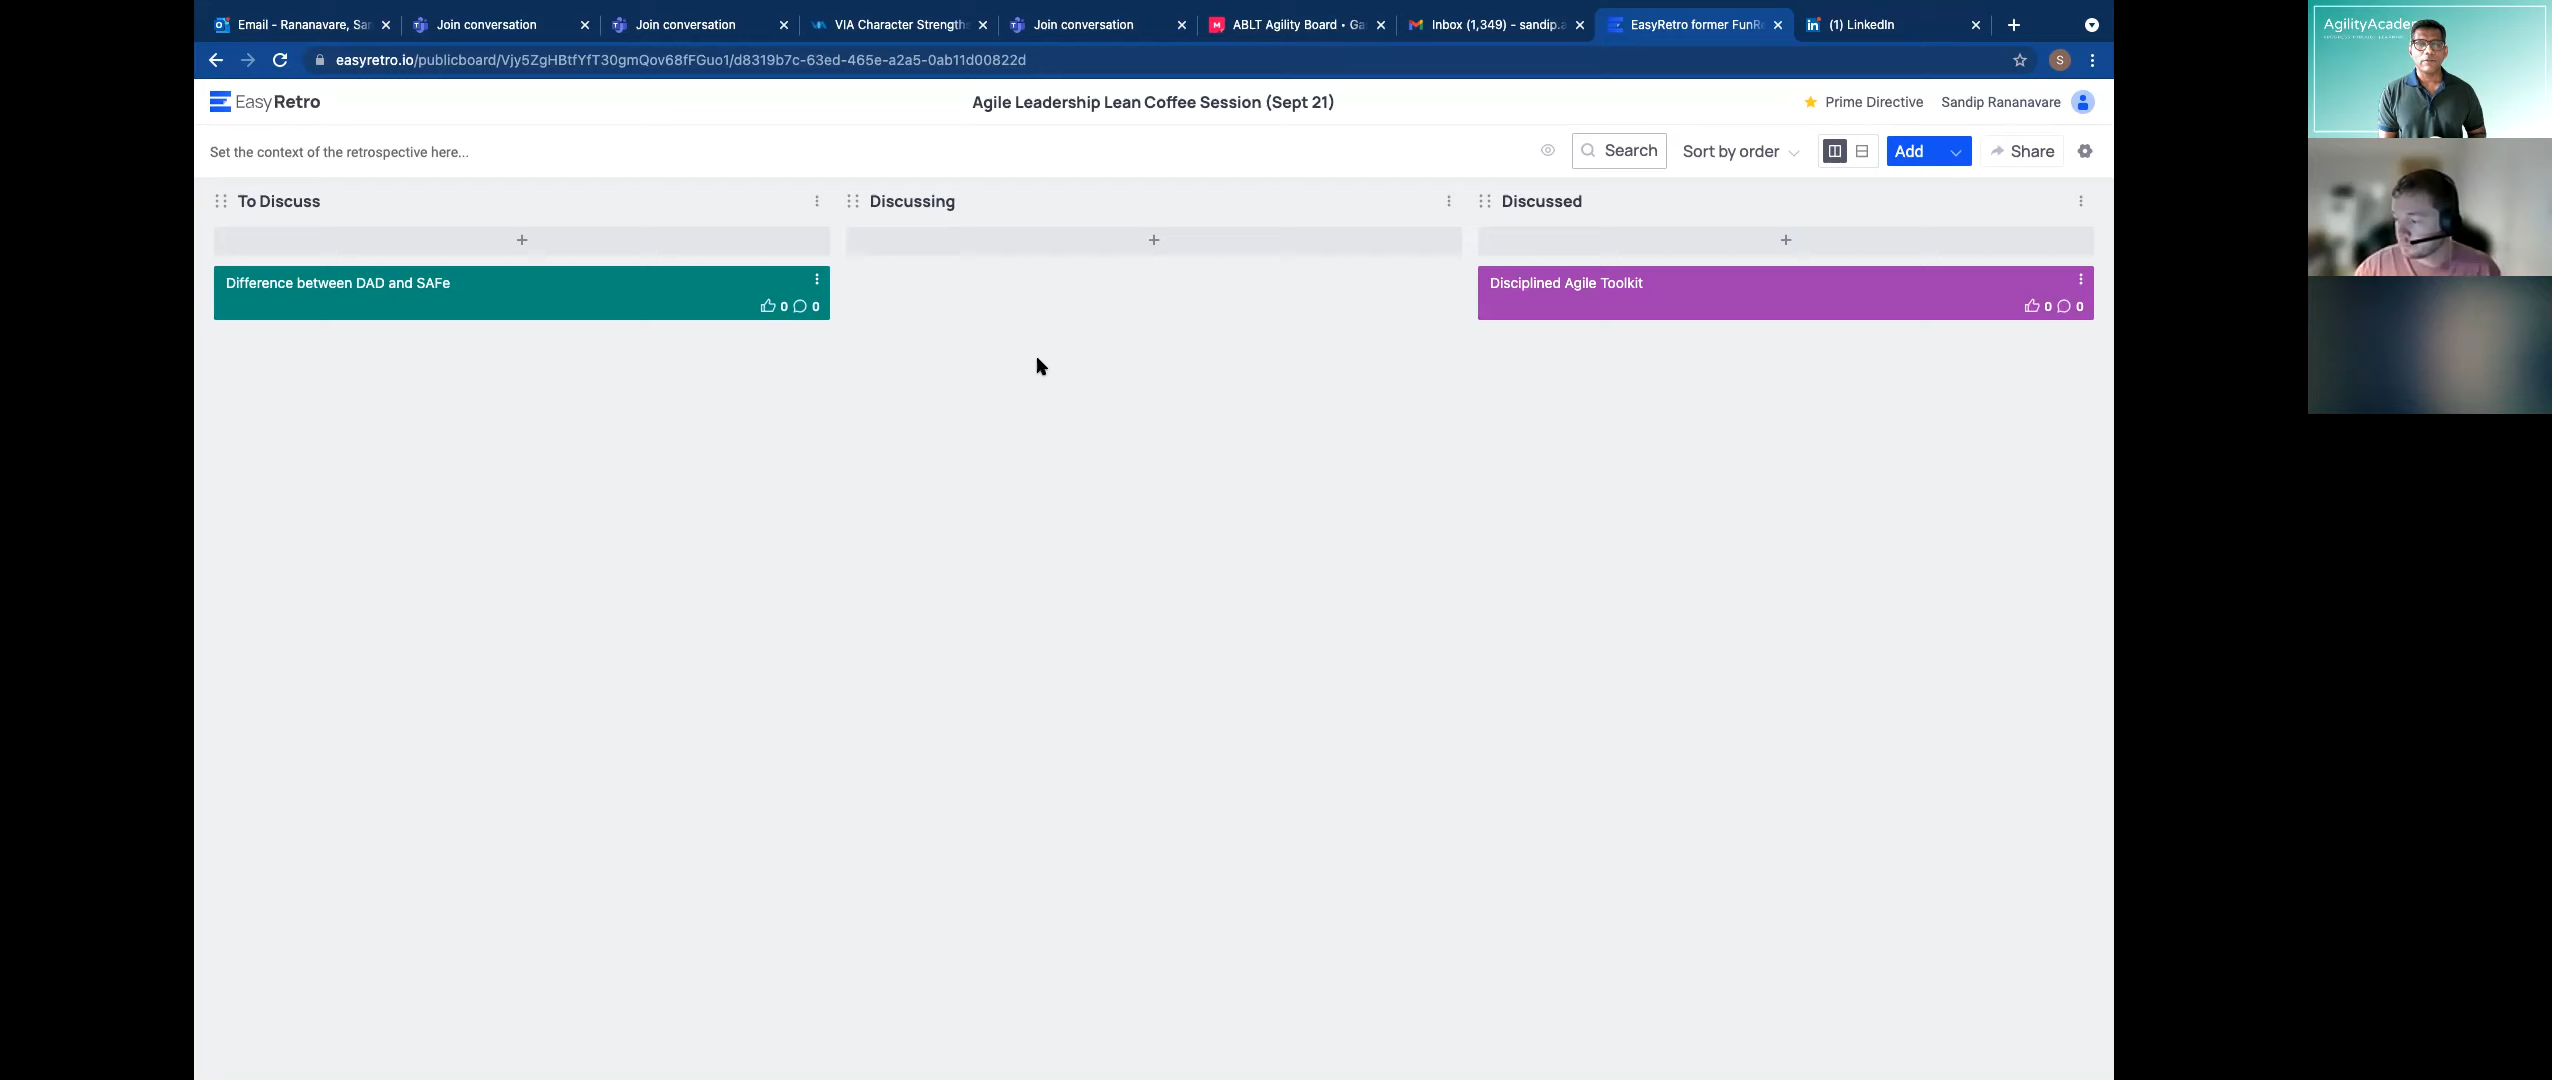 Email - Rananavare, Sa
Join conversation
Join conversation
VIA Character Strength
Join conversation
ABLT Agility Board • Ga
Inbox (1,349) - sandip.a
EasyRetro former FunR
(1) LinkedIn
easyretro.io/publicboard/Vjy5ZgHBtfYfT30gmQov68fFGuo1/d8319b7c-63ed-465e-a2a5-0ab11d00822d
S
EasyRetro
Agile Leadership Lean Coffee Session (Sept 21)
Prime Directive
Sandip Rananavare
Set the context of the retrospective here...
Search
Sort by order
Add
Share
To Discuss
Discussing
Discussed
+
+
+
Difference between DAD and SAFe
0
0
Disciplined Agile Toolkit
0
0
AgilityAcade